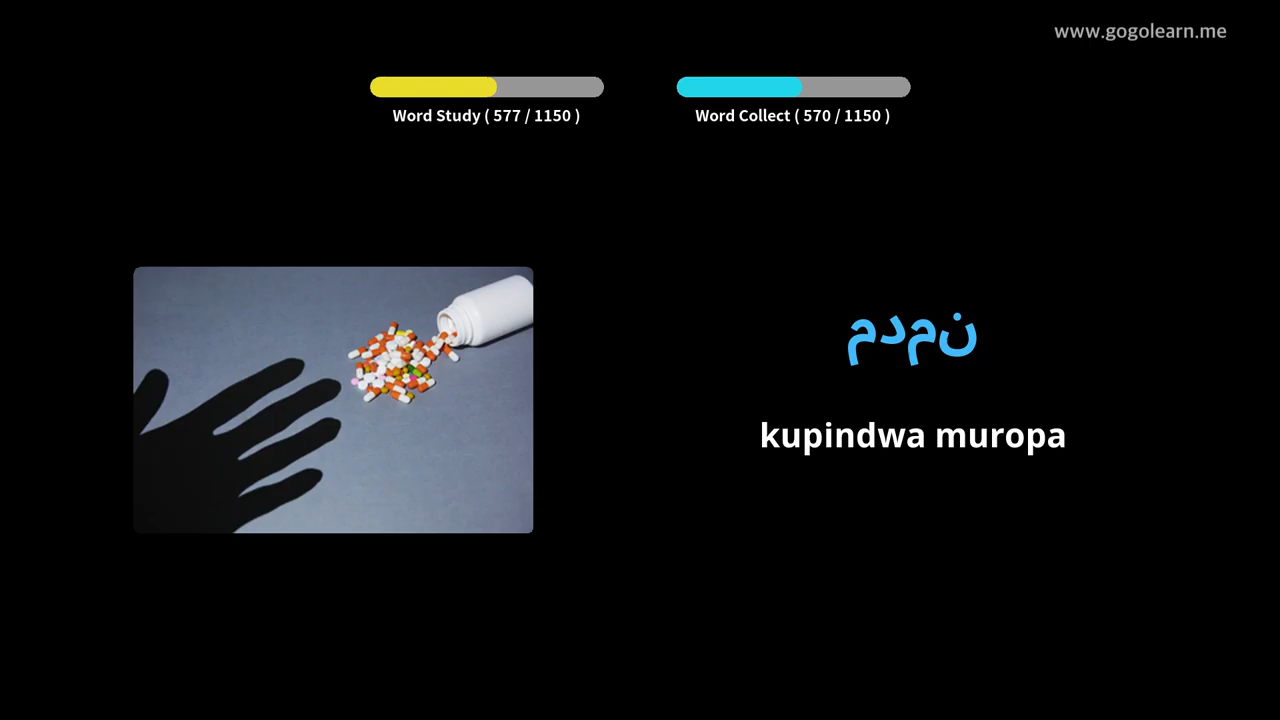 www.gogolearn.me
Word Study ( 577 / 1150 )
Word Collect ( 570 / 1150 )
مدمن
kupindwa muropa